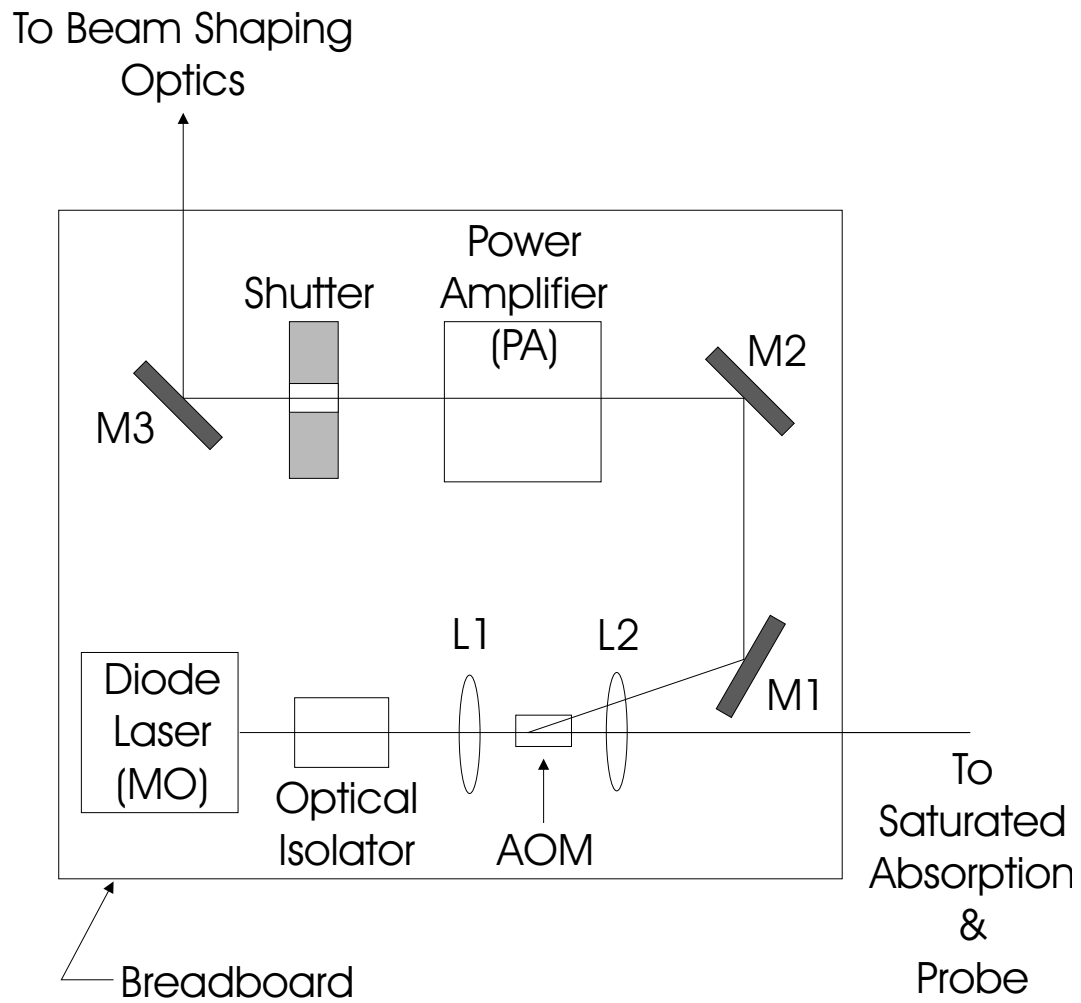 To Beam Shaping
Optics
Power
Amplifier
(PA)
Shutter
M2
M3
L1
L2
Diode
Laser
(MO)
M1
Optical
Isolator
AOM
To
Saturated
Absorption
&
Probe
Breadboard